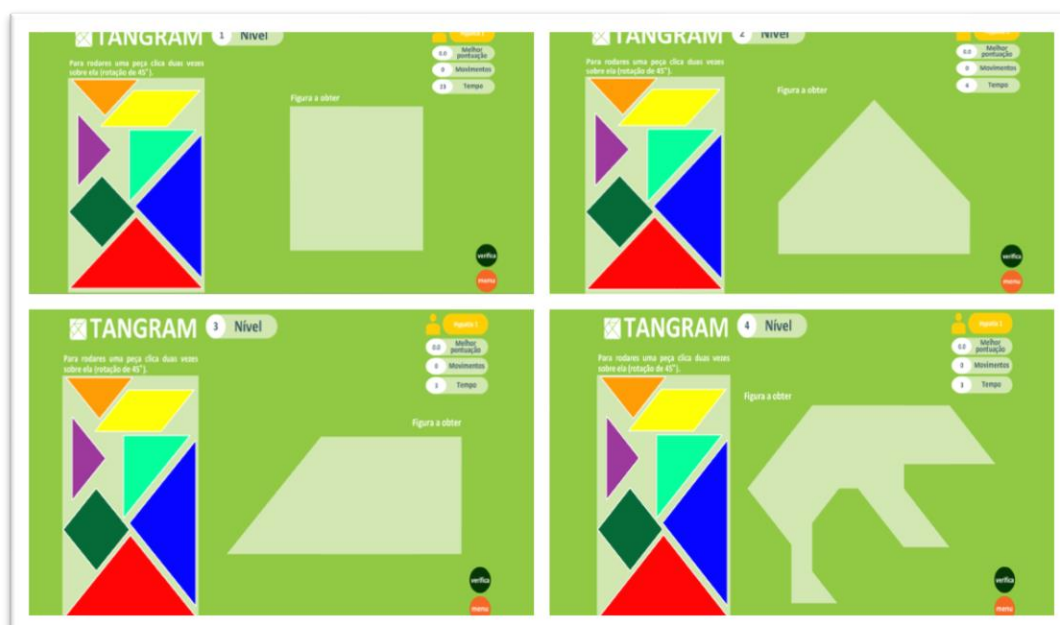 TANGRAM 1 Nível
Hypatia 1
0.0 Melhor pontuação
0 Movimentos
Tempo
Para rodares uma peça clica duas vezes
sobre ela (rotação de 45°).
Figura a obter
verifica
menu
TANGRAM 2 Nível
0.0 Melhor pontuação
0 Movimentos
Tempo
Para rodares uma peça clica duas vezes
sobre ela (rotação de 45°).
Figura a obter
verifica
menu
TANGRAM 3 Nível
Hypatia 1
0.0 Melhor pontuação
0 Movimentos
3 Tempo
Para rodares uma peça clica duas vezes
sobre ela (rotação de 45°).
Figura a obter
verifica
menu
TANGRAM 4 Nível
Hypatia 1
0.0 Melhor pontuação
0 Movimentos
3 Tempo
Para rodares uma peça clica duas vezes
sobre ela (rotação de 45°).
Figura a obter
verifica
menu